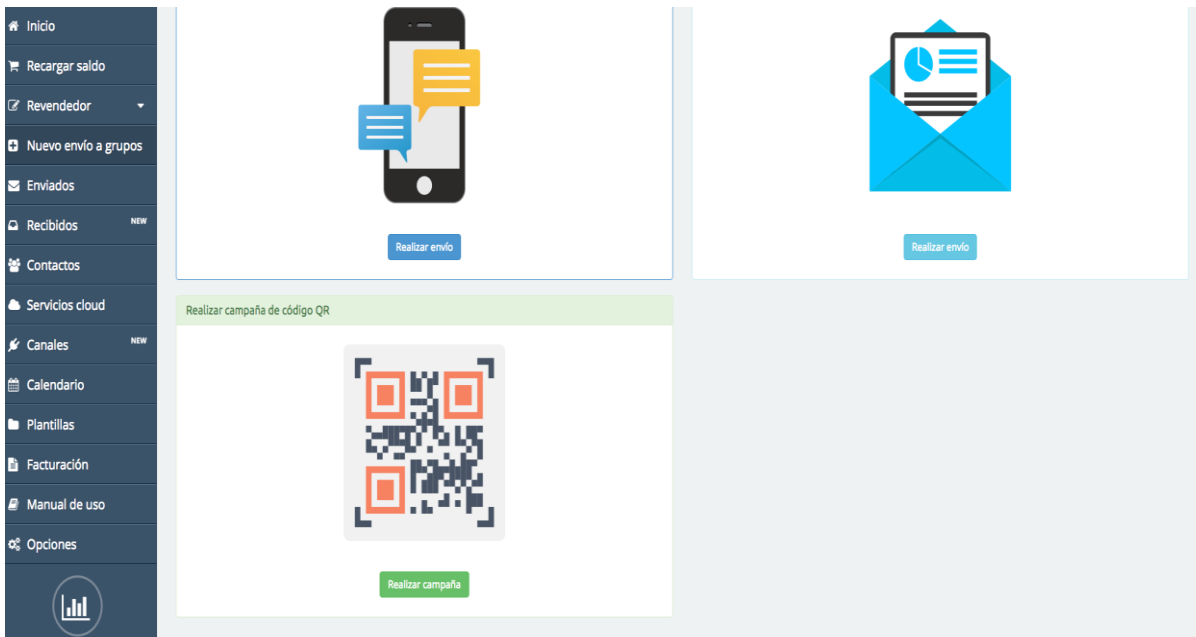 Inicio
Recargar saldo
Revendedor
Nuevo envío a grupos
Enviados
Recibidos NEW
Contactos
Servicios cloud
Canales NEW
Calendario
Plantillas
Facturación
Manual de uso
Opciones
Realizar envío
Realizar envío
Realizar campaña de código QR
Realizar campaña